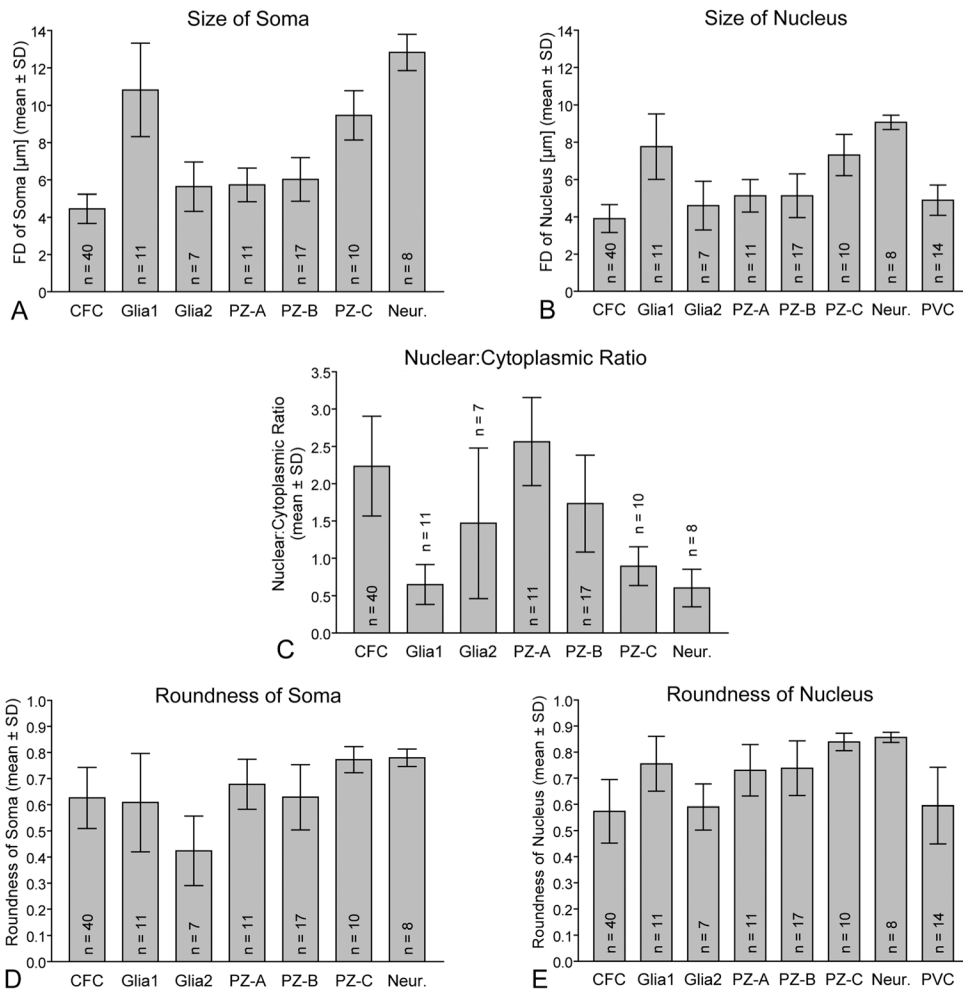 Size of Soma
FD of Soma [µm] (mean ± SD)
14
12
10
8
6
4
2
0
n = 40
n = 11
n = 7
n = 11
n = 17
n = 10
n = 8
CFC Glia1 Glia2 PZ-A PZ-B PZ-C Neur.
A
Size of Nucleus
FD of Nucleus [µm] (mean ± SD)
14
12
10
8
6
4
2
0
n = 40
n = 11
n = 7
n = 11
n = 17
n = 10
n = 8
n = 14
CFC Glia1 Glia2 PZ-A PZ-B PZ-C Neur. PVC
B
Nuclear:Cytoplasmic Ratio
Nuclear:Cytoplasmic Ratio
(mean ± SD)
3.5
3.0
2.5
2.0
1.5
1.0
0.5
0.0
n = 40
n = 11
n = 7
n = 11
n = 17
n = 10
n = 8
CFC Glia1 Glia2 PZ-A PZ-B PZ-C Neur.
C
Roundness of Soma
Roundness of Soma (mean ± SD)
1.0
0.9
0.8
0.7
0.6
0.5
0.4
0.3
0.2
0.1
0.0
n = 40
n = 11
n = 7
n = 11
n = 17
n = 10
n = 8
CFC Glia1 Glia2 PZ-A PZ-B PZ-C Neur.
D
Roundness of Nucleus
Roundness of Nucleus (mean ± SD)
1.0
0.9
0.8
0.7
0.6
0.5
0.4
0.3
0.2
0.1
0.0
n = 40
n = 11
n = 7
n = 11
n = 17
n = 10
n = 8
n = 14
CFC Glia1 Glia2 PZ-A PZ-B PZ-C Neur. PVC
E